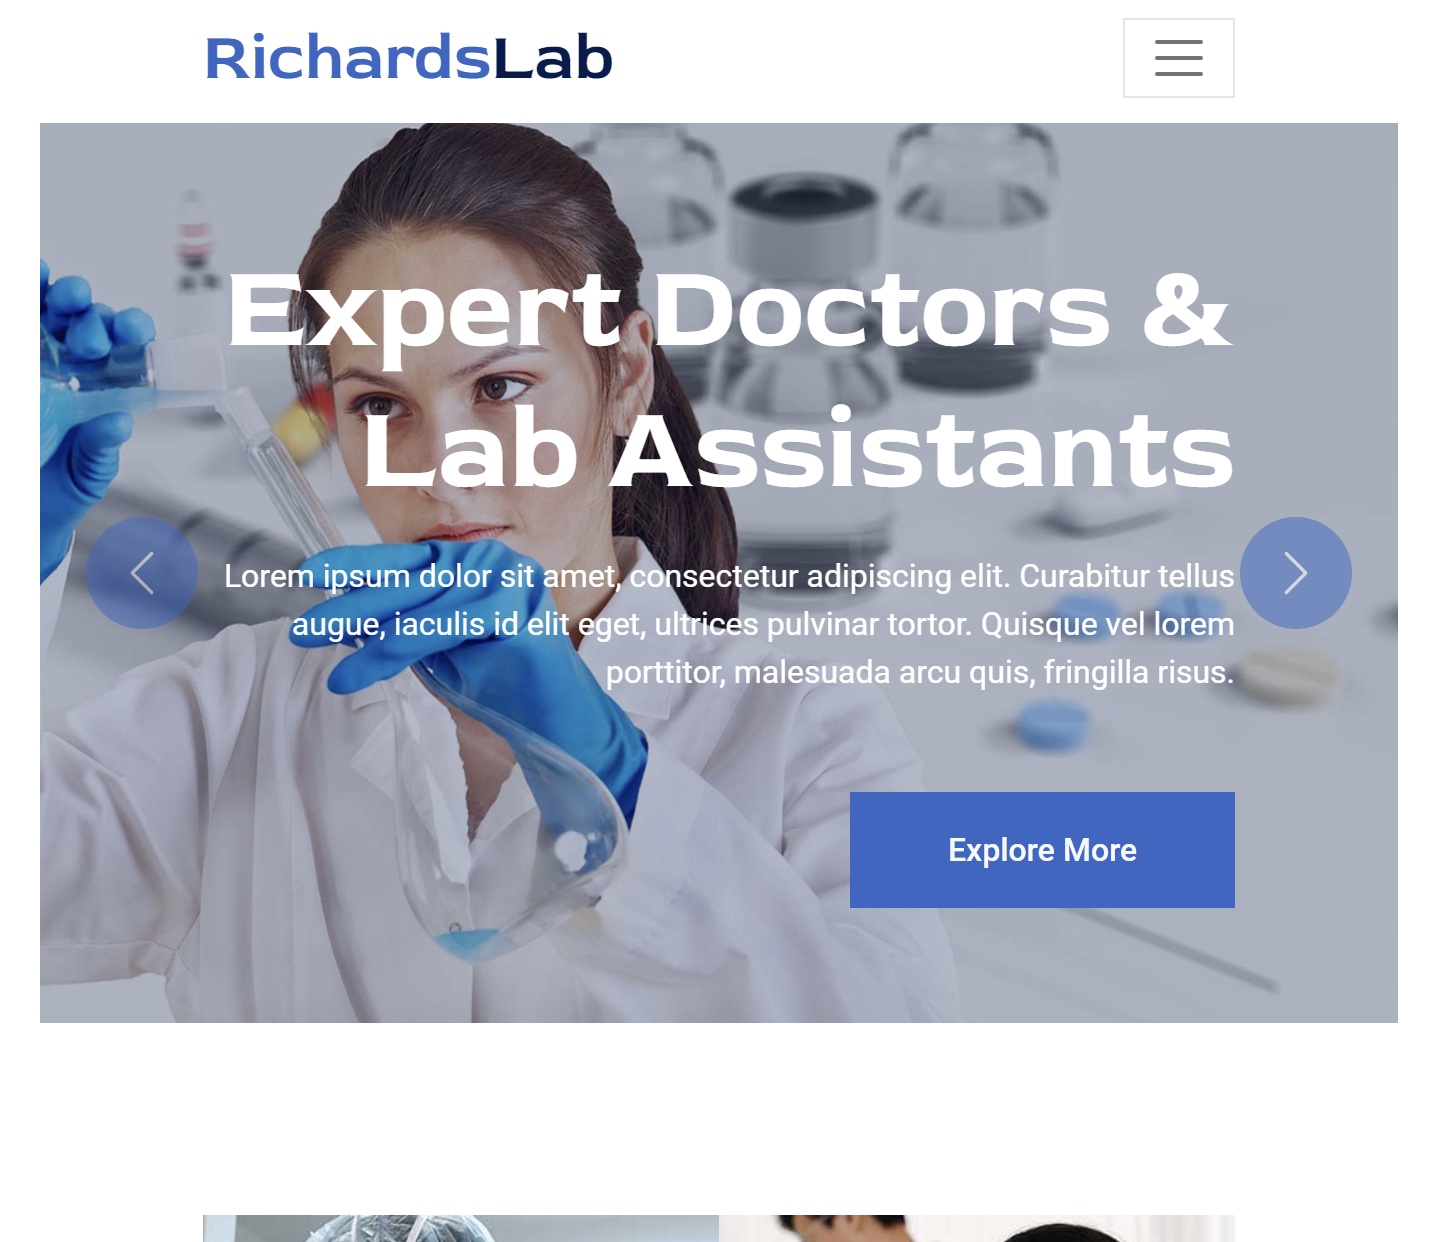 RichardsLab
Expert Doctors &
Lab Assistants
Lorem ipsum dolor sit amet, consectetur adipiscing elit. Curabitur tellus
augue, iaculis id elit eget, ultrices pulvinar tortor. Quisque vel lorem
porttitor, malesuada arcu quis, fringilla risus.
Explore More